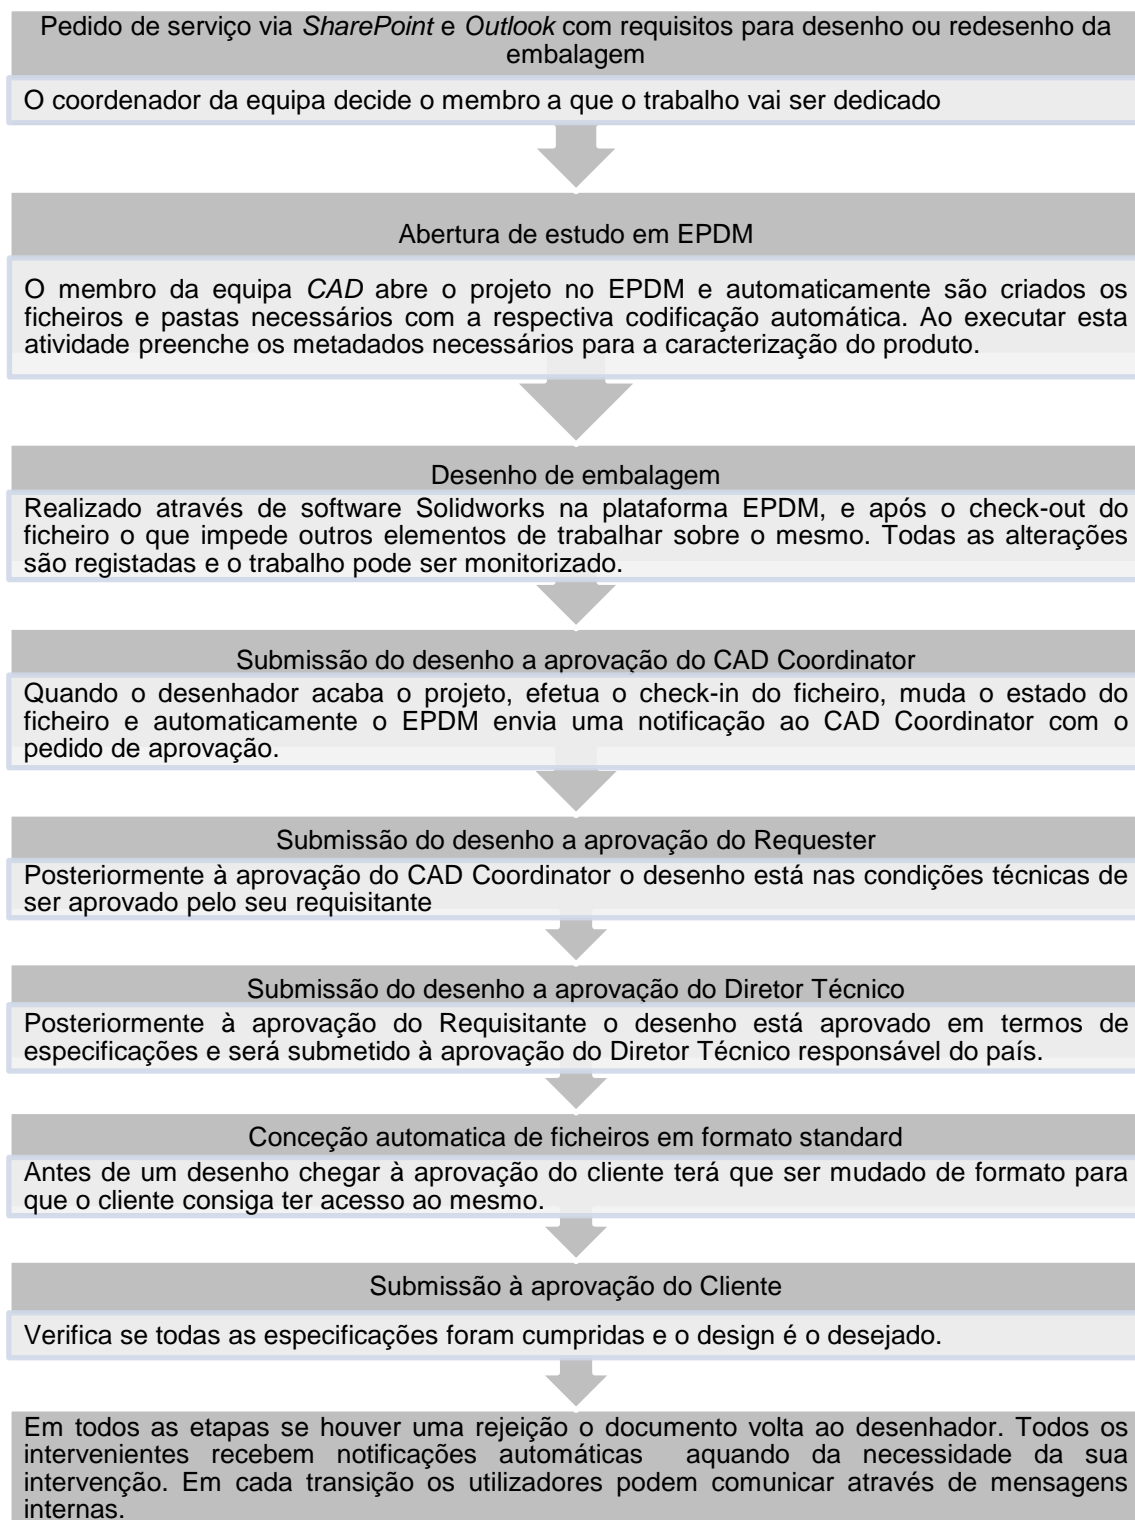 Pedido de serviço via SharePoint e Outlook com requisitos para desenho ou redesenho da
embalagem
O coordenador da equipa decide o membro a que o trabalho vai ser dedicado
Abertura de estudo em EPDM
O membro da equipa CAD abre o projeto no EPDM e automaticamente são criados os
ficheiros e pastas necessários com a respectiva codificação automática. Ao executar esta
atividade preenche os metadados necessários para a caracterização do produto.
Desenho de embalagem
Realizado através de software Solidworks na plataforma EPDM, e após o check-out do
ficheiro o que impede outros elementos de trabalhar sobre o mesmo. Todas as alterações
são registadas e o trabalho pode ser monitorizado.
Submissão do desenho a aprovação do CAD Coordinator
Quando o desenhador acaba o projeto, efetua o check-in do ficheiro, muda o estado do
ficheiro e automaticamente o EPDM envia uma notificação ao CAD Coordinator com o
pedido de aprovação.
Submissão do desenho a aprovação do Requester
Posteriormente à aprovação do CAD Coordinator o desenho está nas condições técnicas de
ser aprovado pelo seu requisitante
Submissão do desenho a aprovação do Diretor Técnico
Posteriormente à aprovação do Requisitante o desenho está aprovado em termos de
especificações e será submetido à aprovação do Diretor Técnico responsável do país.
Conceção automatica de ficheiros em formato standard
Antes de um desenho chegar à aprovação do cliente terá que ser mudado de formato para
que o cliente consiga ter acesso ao mesmo.
Submissão à aprovação do Cliente
Verifica se todas as especificações foram cumpridas e o design é o desejado.
Em todos as etapas se houver uma rejeição o documento volta ao desenhador. Todos os
intervenientes recebem notificações automáticas aquando da necessidade da sua
intervenção. Em cada transição os utilizadores podem comunicar através de mensagens
internas.